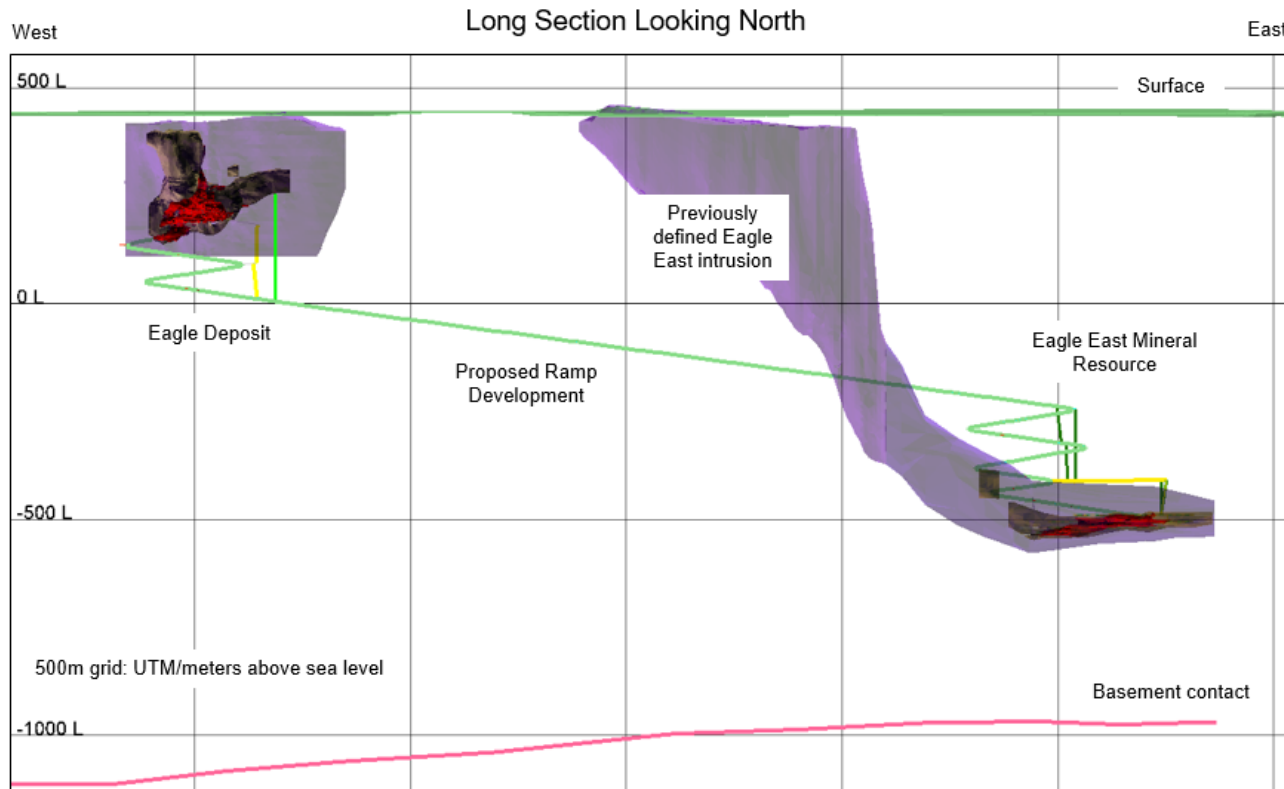 Long Section Looking North
West
East
500 L
Surface
Previously
defined Eagle
East intrusion
0 L
Eagle Deposit
Eagle East Mineral
Resource
Proposed Ramp
Development
-500 L
500m grid: UTM/meters above sea level
Basement contact
-1000 L